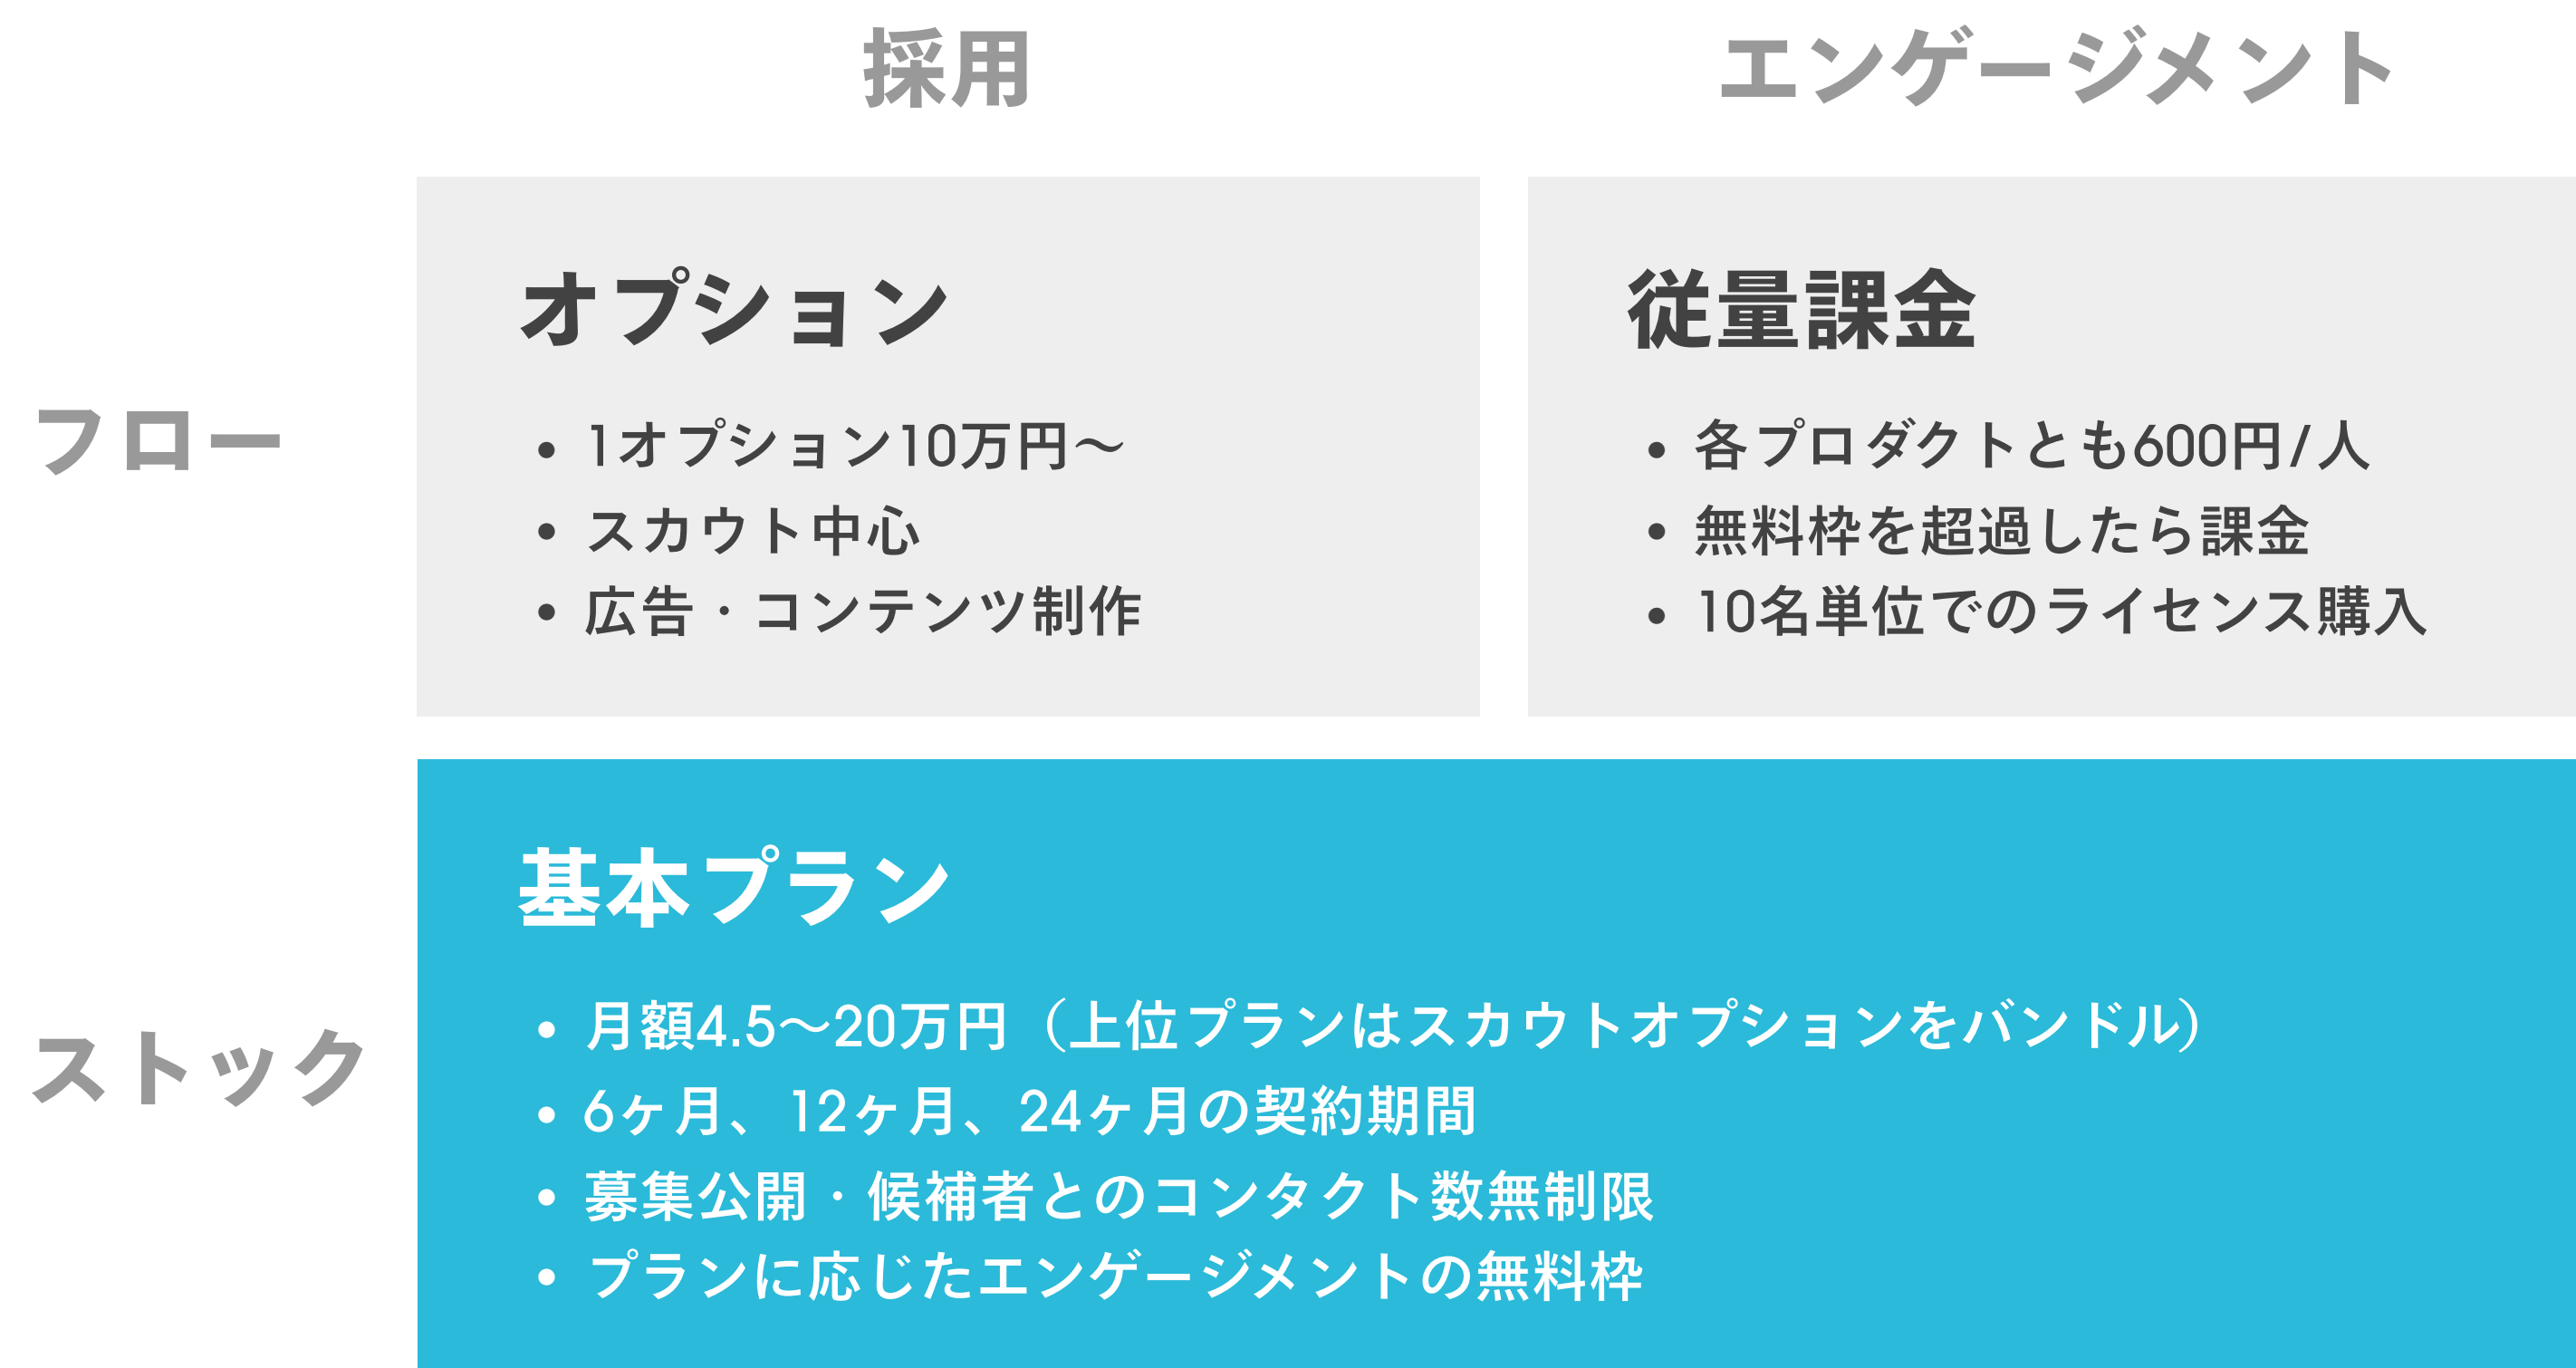 採用
エンゲージメント
フロー
オプション
• 1オプション10万円〜
• スカウト中心
• 広告・コンテンツ制作
従量課金
• 各プロダクトとも600円/人
• 無料枠を超過したら課金
• 10名単位でのライセンス購入
ストック
基本プラン
• 月額4.5〜20万円（上位プランはスカウトオプションをバンドル）
• 6ヶ月、12ヶ月、24ヶ月の契約期間
• 募集公開・候補者とのコンタクト数無制限
• プランに応じたエンゲージメントの無料枠